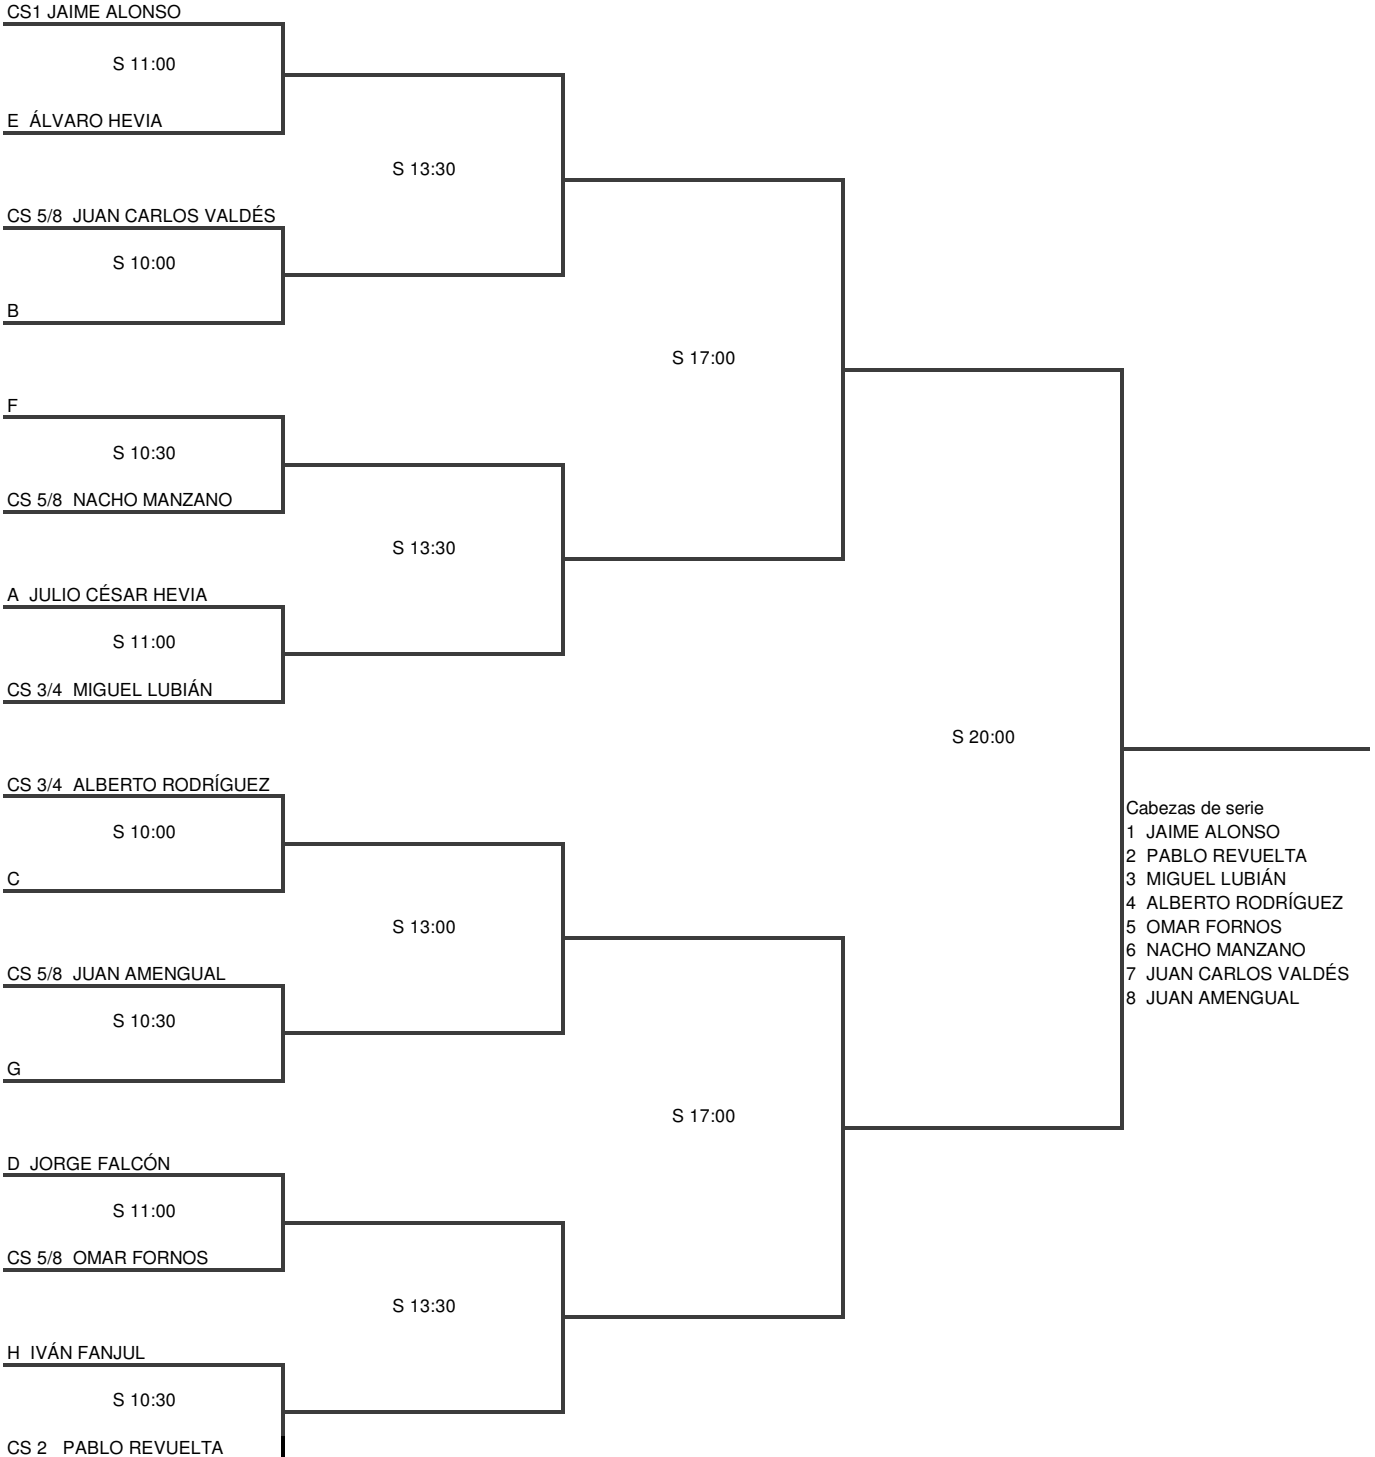 CS1 JAIME ALONSO
S 11:00
E ÁLVARO HEVIA
S 13:30
CS 5/8 JUAN CARLOS VALDÉS
S 10:00
B
S 17:00
F
S 10:30
CS 5/8 NACHO MANZANO
S 13:30
A JULIO CÉSAR HEVIA
S 11:00
CS 3/4 MIGUEL LUBIÁN
S 20:00
CS 3/4 ALBERTO RODRÍGUEZ
S 10:00
C
S 13:00
CS 5/8 JUAN AMENGUAL
S 10:30
G
S 17:00
D JORGE FALCÓN
S 11:00
CS 5/8 OMAR FORNOS
S 13:30
H IVÁN FANJUL
S 10:30
CS 2 PABLO REVUELTA
Cabezas de serie
1 JAIME ALONSO
2 PABLO REVUELTA
3 MIGUEL LUBIÁN
4 ALBERTO RODRÍGUEZ
5 OMAR FORNOS
6 NACHO MANZANO
7 JUAN CARLOS VALDÉS
8 JUAN AMENGUAL